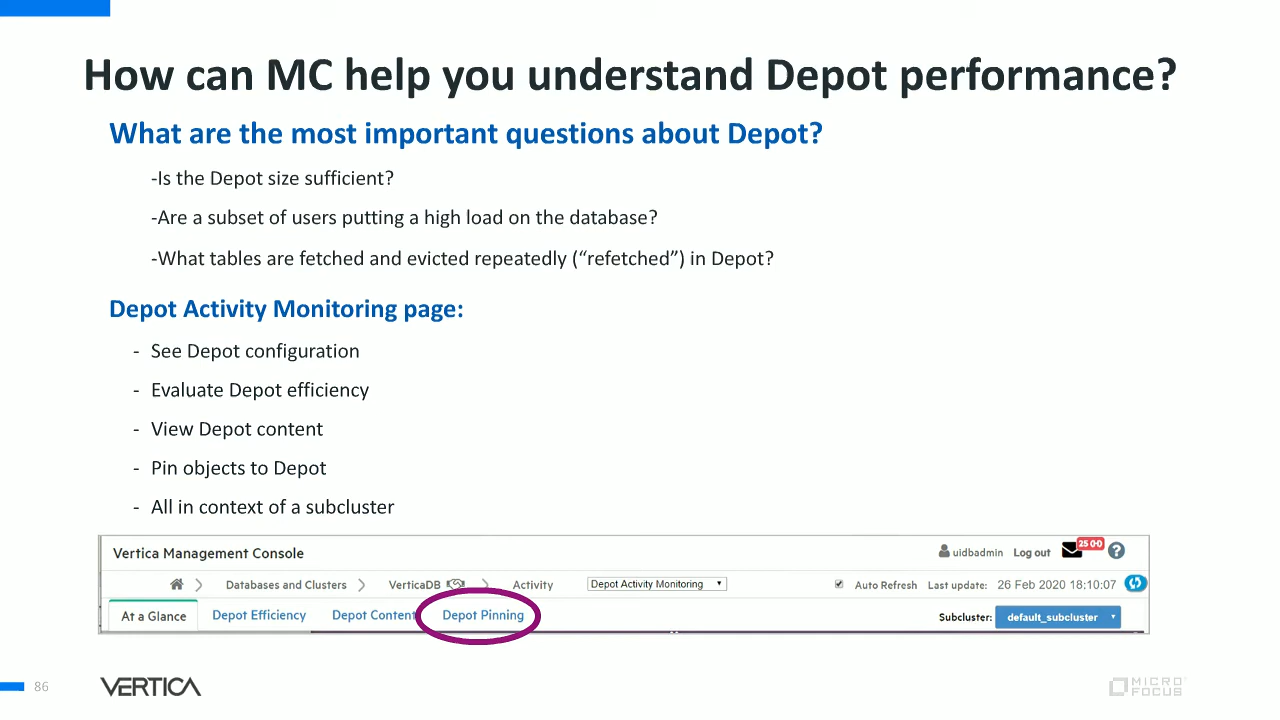 How can MC help you understand Depot performance?
What are the most important questions about Depot?
-Is the Depot size sufficient?
-Are a subset of users putting a high load on the database?
-What tables are fetched and evicted repeatedly (“refetched”) in Depot?
Depot Activity Monitoring page:
- See Depot configuration
- Evaluate Depot efficiency
- View Depot content
- Pin objects to Depot
- All in context of a subcluster
Vertica Management Console uidbadmin Log out ?
Databases and Clusters VerticaDB Activity Depot Activity Monitoring Auto Refresh Last update: 26 Feb 2020 18:10:07
At a Glance Depot Efficiency Depot Content Depot Pinning Subcluster: default_subcluster
86 VERTICA MICRO FOCUS